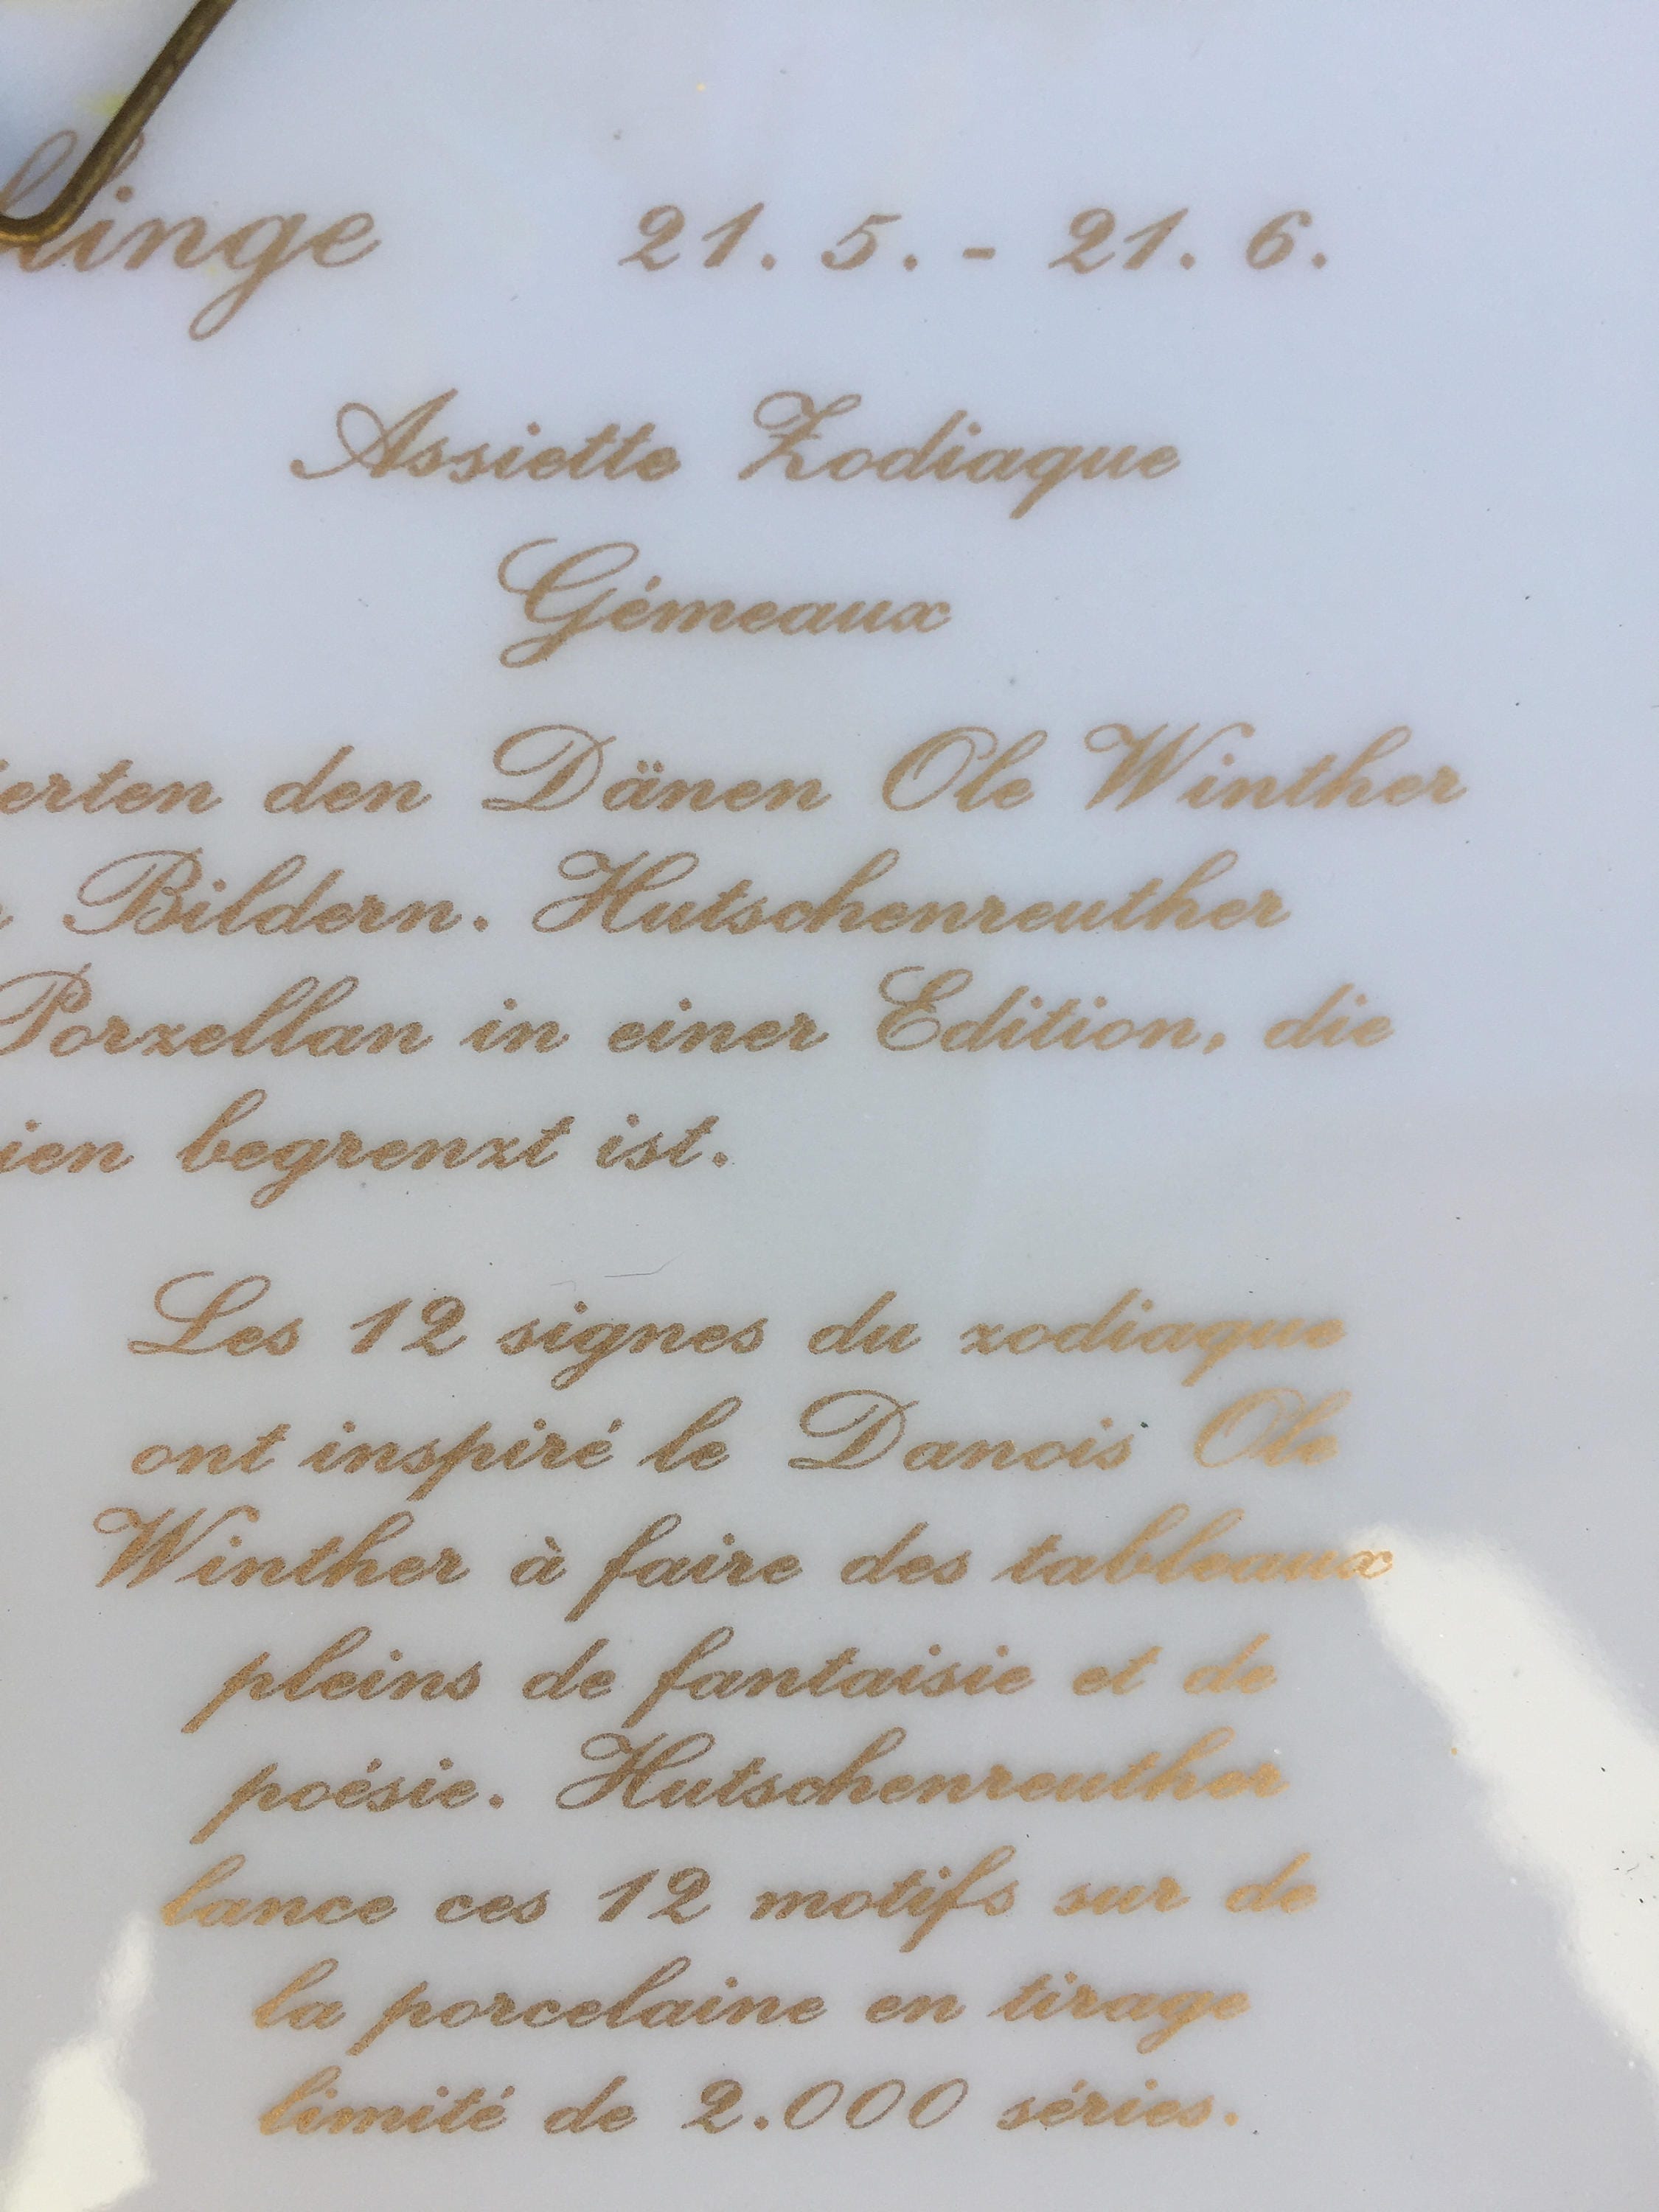 linge 21. 5. - 21. 6.
Assiette Zodiaque
Gémeaux
ierten den Dänen Ole Winther
Bildern. Hutschenreuther
Porzellan in einer Edition, die
ien begrenzt ist.
Les 12 signes du zodiaque
ont inspiré le Danois Ole
Winther à faire des tableaux
pleins de fantaisie et de
poésie. Hutschenreuther
lance ces 12 motifs sur de
la porcelaine en tirage
limité de 2.000 séries.